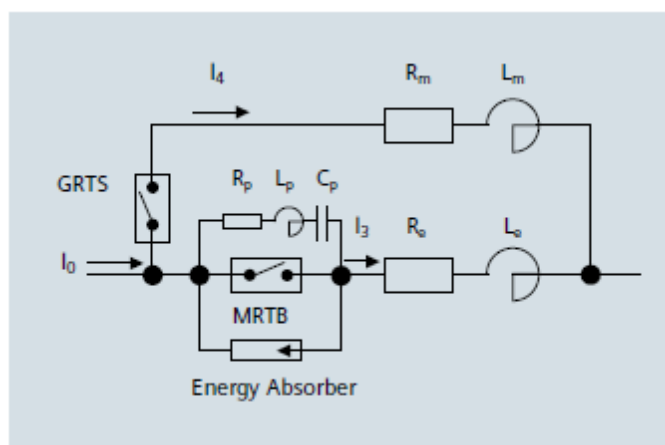 I4
Rm
Lm
GRTS
Rp
Lp
Cp
I3
Re
Le
I0
MRTB
Energy Absorber